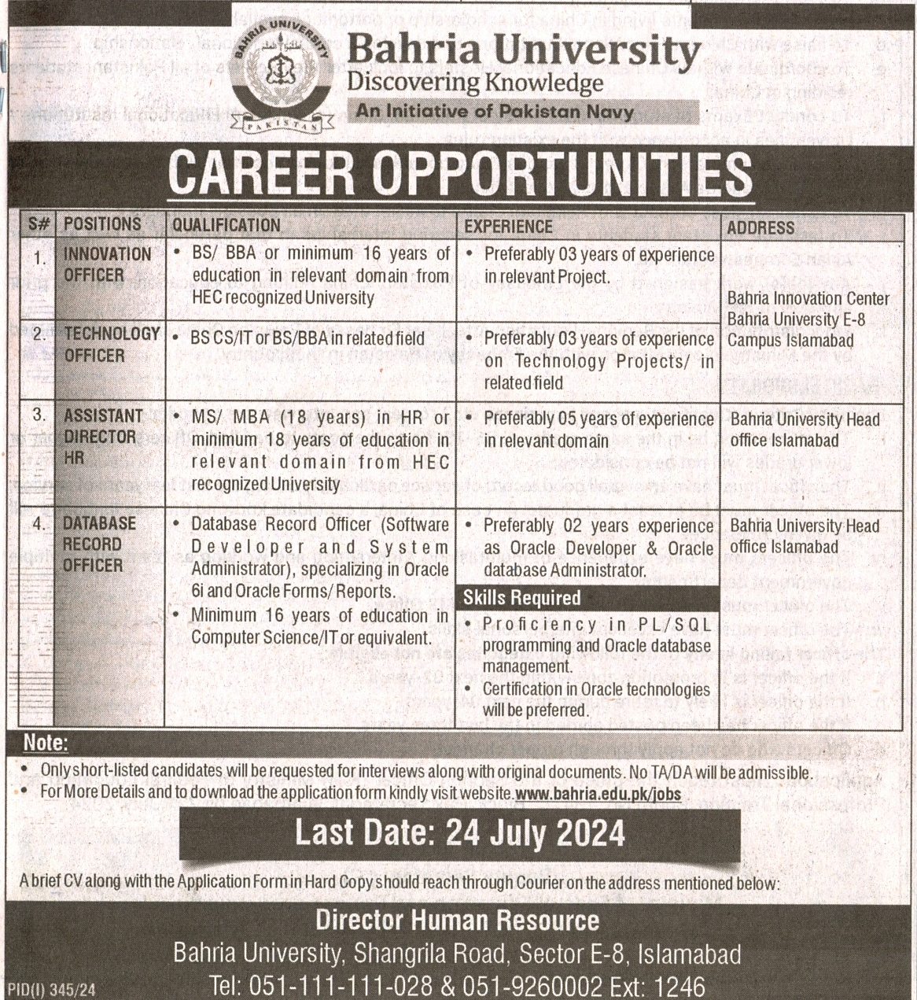 BAHRIA UNIVERSITY
PAKISTAN
Bahria University
Discovering Knowledge
An Initiative of Pakistan Navy
CAREER OPPORTUNITIES
S# POSITIONS QUALIFICATION EXPERIENCE ADDRESS
1. INNOVATION OFFICER
• BS/ BBA or minimum 16 years of
education in relevant domain from
HEC recognized University
• Preferably 03 years of experience
in relevant Project.
Bahria Innovation Center
Bahria University E-8
Campus Islamabad
2. TECHNOLOGY
OFFICER
• BS CS/IT or BS/BBA in related field
• Preferably 03 years of experience
on Technology Projects/ in
related field
3. ASSISTANT
DIRECTOR
HR
• MS/ MBA (18 years) in HR or
minimum 18 years of education in
relevant domain from HEC
recognized University
• Preferably 05 years of experience
in relevant domain
Bahria University Head
office Islamabad
4. DATABASE
RECORD
OFFICER
• Database Record Officer (Software
Developer and System
Administrator), specializing in Oracle
6i and Oracle Forms/ Reports.
• Minimum 16 years of education in
Computer Science/IT or equivalent.
• Preferably 02 years experience
as Oracle Developer & Oracle
database Administrator.
Skills Required
• Proficiency in PL/SQL
programming and Oracle database
management.
• Certification in Oracle technologies
will be preferred.
Bahria University Head
office Islamabad
Note:
• Only short-listed candidates will be requested for interviews along with original documents. No TA/DA will be admissible.
• For More Details and to download the application form kindly visit website.www.bahria.edu.pk/jobs
Last Date: 24 July 2024
A brief CV along with the Application Form in Hard Copy should reach through Courier on the address mentioned below:
Director Human Resource
Bahria University, Shangrila Road, Sector E-8, Islamabad
Tel: 051-111-111-028 & 051-9260002 Ext: 1246
PID(I) 345/24